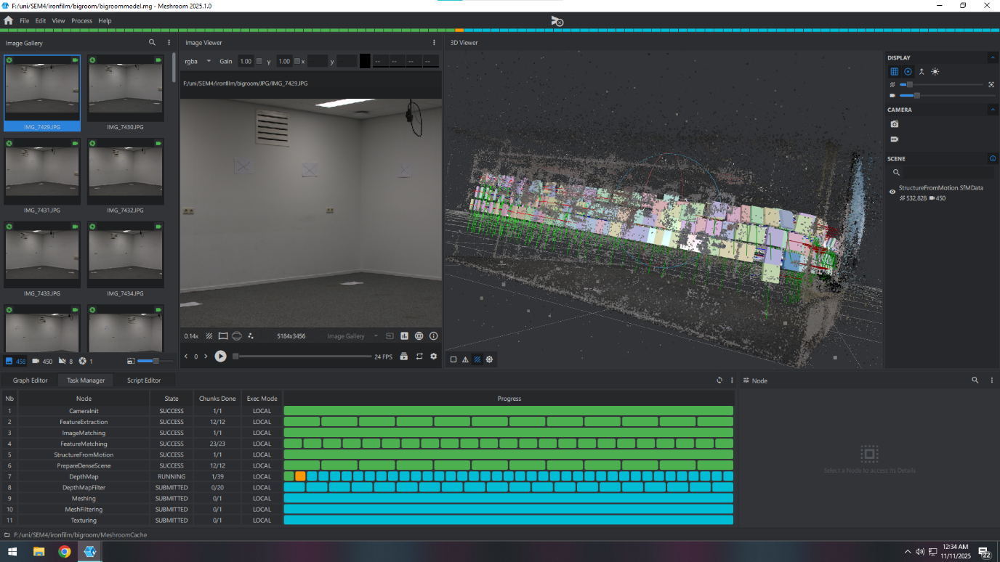 F:/uni/SEM4/ironfilm/bigroom/bigroommodel.mg - Meshroom 2025.1.0
File Edit View Process Help
Image Gallery
IMG_7429.JPG
IMG_7430.JPG
IMG_7431.JPG
IMG_7432.JPG
IMG_7433.JPG
IMG_7434.JPG
458 450 8 1
Image Viewer
rgba Gain 1.00 γ 1.00 x y -- -- -- --
F:/uni/SEM4/ironfilm/bigroom/JPG/IMG_7429.JPG
0.14x 5184x3456 Image Gallery
0 24 FPS
3D Viewer
DISPLAY
CAMERA
SCENE
StructureFromMotion.SfMData
532,828 450
Graph Editor Task Manager Script Editor
Nb Node State Chunks Done Exec Mode Progress
1 CameraInit SUCCESS 1/1 LOCAL
2 FeatureExtraction SUCCESS 12/12 LOCAL
3 ImageMatching SUCCESS 1/1 LOCAL
4 FeatureMatching SUCCESS 23/23 LOCAL
5 StructureFromMotion SUCCESS 1/1 LOCAL
6 PrepareDenseScene SUCCESS 12/12 LOCAL
7 DepthMap RUNNING 1/39 LOCAL
8 DepthMapFilter SUBMITTED 0/20 LOCAL
9 Meshing SUBMITTED 0/1 LOCAL
10 MeshFiltering SUBMITTED 0/1 LOCAL
11 Texturing SUBMITTED 0/1 LOCAL
Node
Select a Node to access its Details
F:/uni/SEM4/ironfilm/bigroom/MeshroomCache
12:34 AM
11/11/2025
22